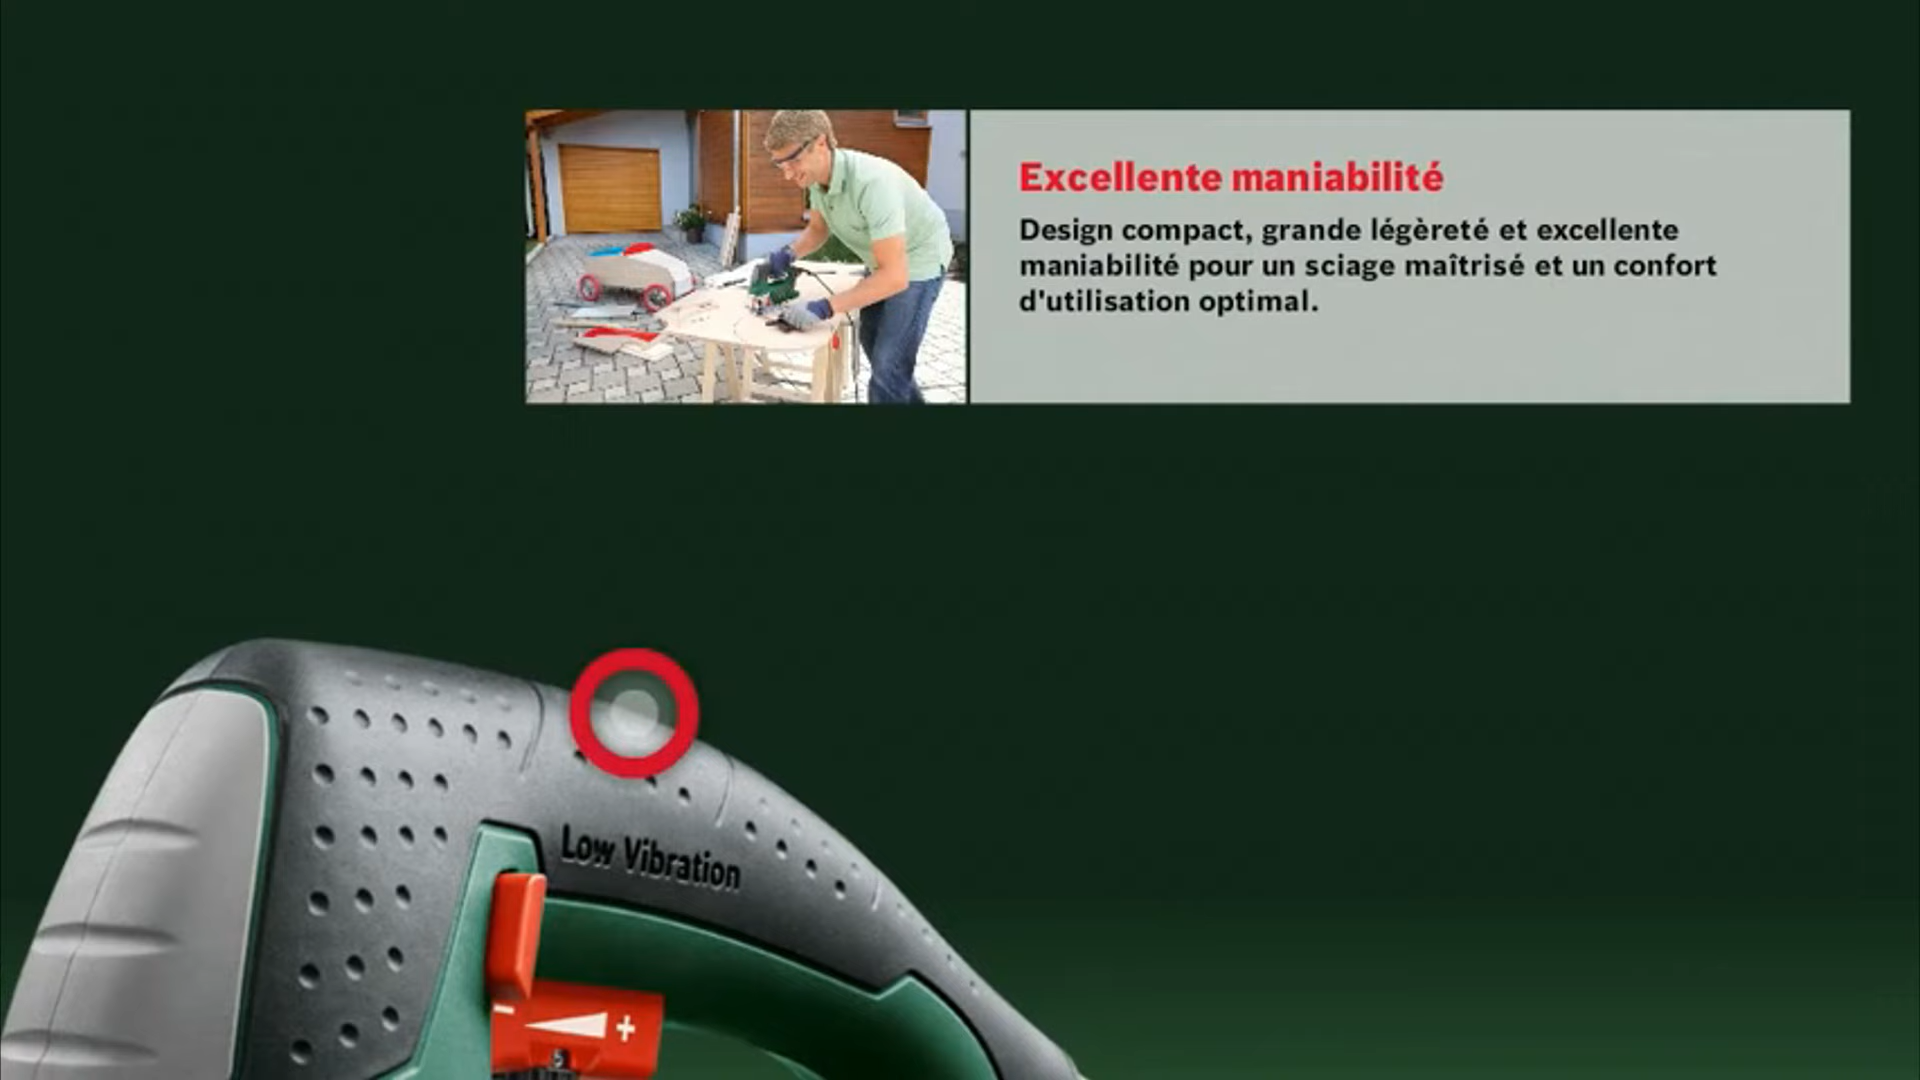 Excellente maniabilité
Design compact, grande légèreté et excellente
maniabilité pour un sciage maîtrisé et un confort
d'utilisation optimal.
Low Vibration
- +
5